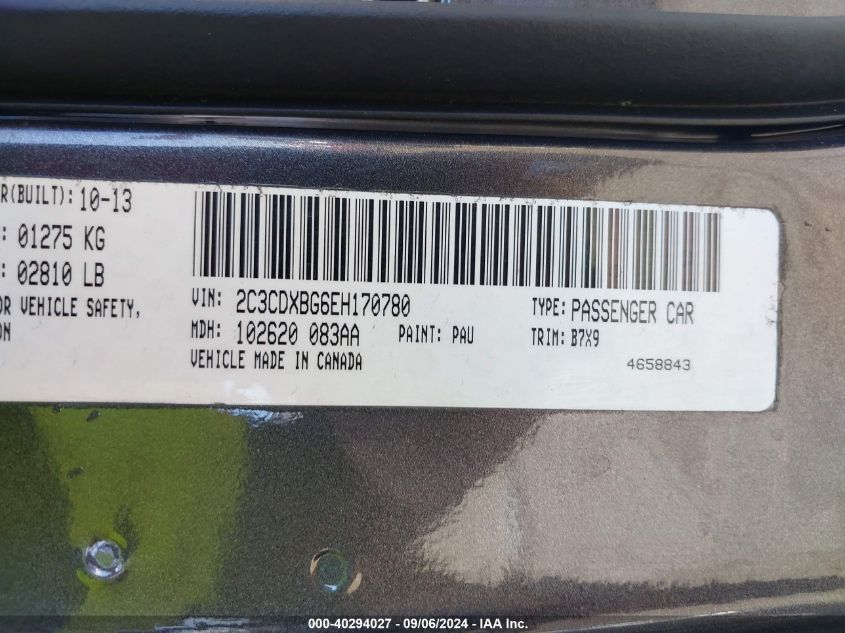 R(BUILT): 10-13
: 01275 KG
: 02810 LB
OR VEHICLE SAFETY,
ON
VIN: 2C3CDXBG6EH170780
TYPE: PASSENGER CAR
MDH: 102620 083AA
PAINT: PAU
TRIM: B7X9
VEHICLE MADE IN CANADA
4658843
000-40294027 - 09/06/2024 - IAA Inc.